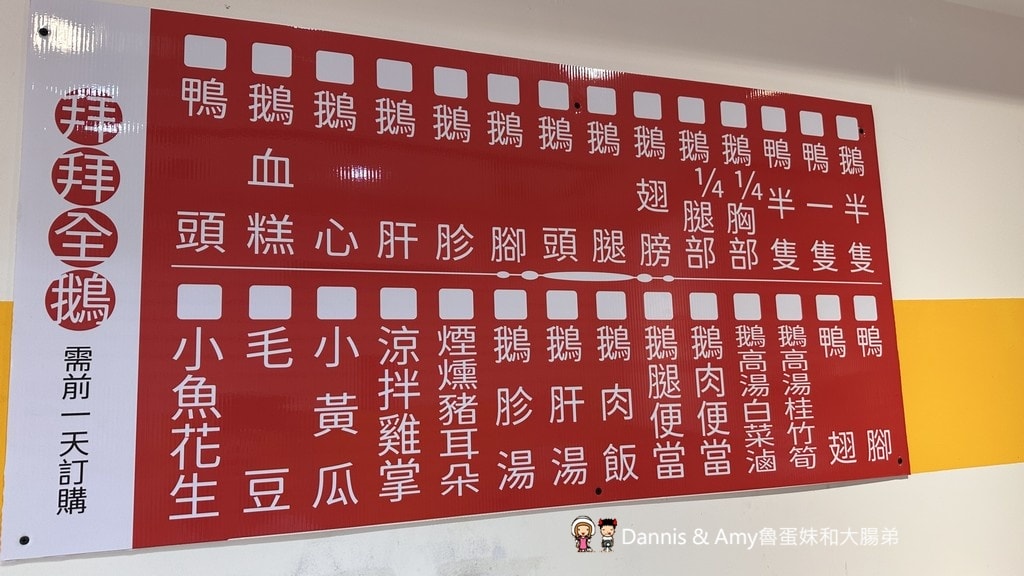 鵝半隻
鴨一隻
鴨半隻
鵝¼胸部
鵝¼腿部
鵝翅膀
鵝腿
鵝頭
鵝腳
鵝胗
鵝肝
鵝心
鵝血糕
鴨頭
鴨腳
鴨翅
鵝高湯桂竹筍
鵝高湯白菜滷
鵝肉便當
鵝腿便當
鵝肉飯
鵝肝湯
鵝胗湯
煙燻豬耳朵
涼拌雞掌
小黃瓜
毛豆
小魚花生
拜拜全鵝
需前一天訂購
Dannis & Amy魯蛋妹和大腸弟